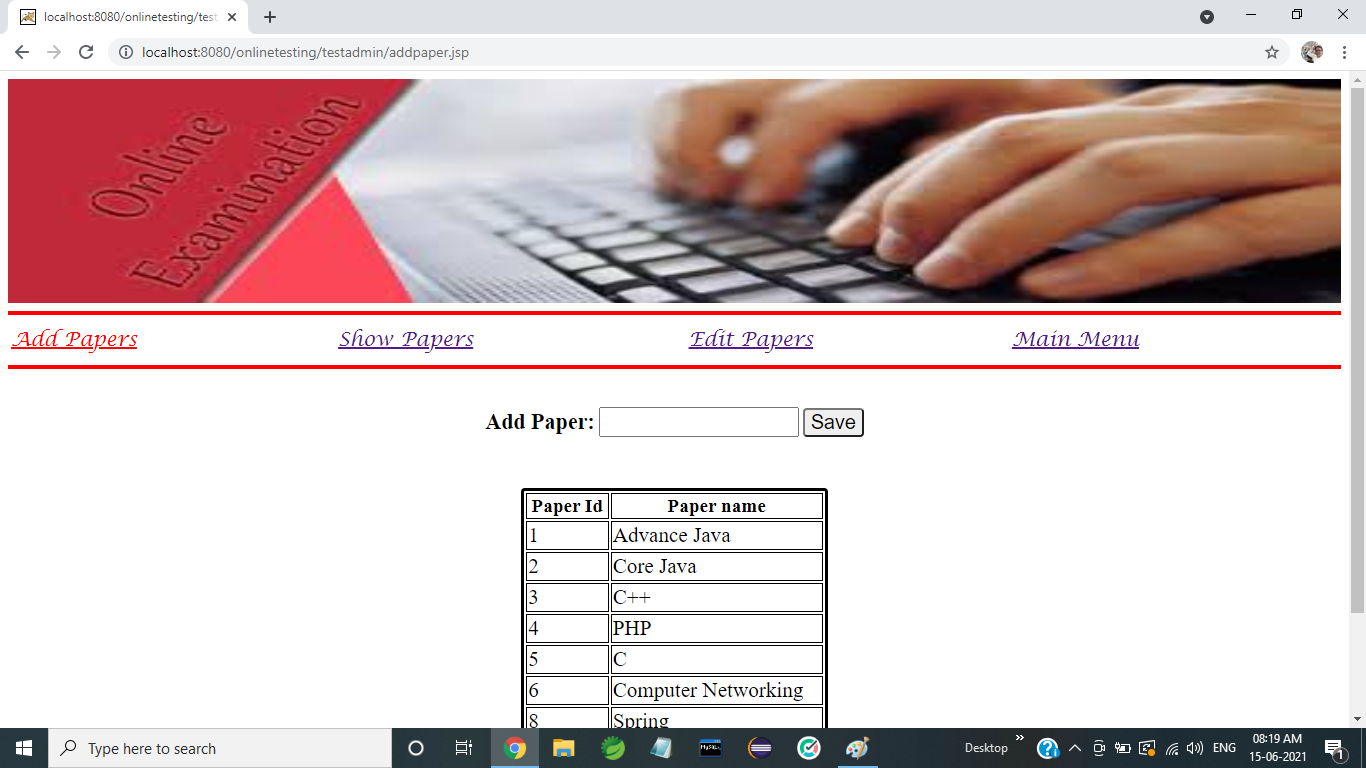 localhost:8080/onlinetesting/test
localhost:8080/onlinetesting/testadmin/addpaper.jsp
Online
Examination
Add Papers Show Papers Edit Papers Main Menu
Add Paper: Save
Paper Id Paper name
1 Advance Java
2 Core Java
3 C++
4 PHP
5 C
6 Computer Networking
8 Spring
Type here to search MySQL Desktop » ENG 08:19 AM
15-06-2021 1